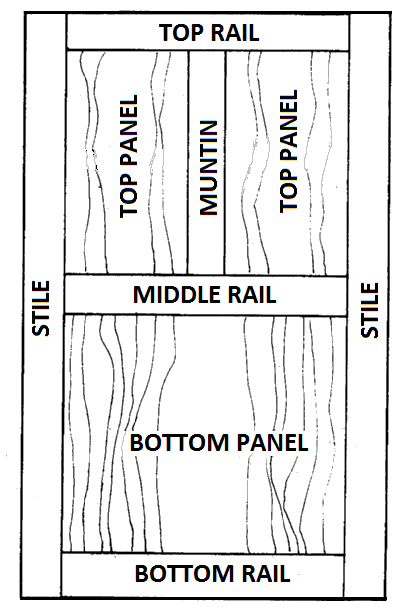 TOP RAIL
TOP PANEL
MUNTIN
TOP PANEL
MIDDLE RAIL
STILE
STILE
BOTTOM PANEL
BOTTOM RAIL